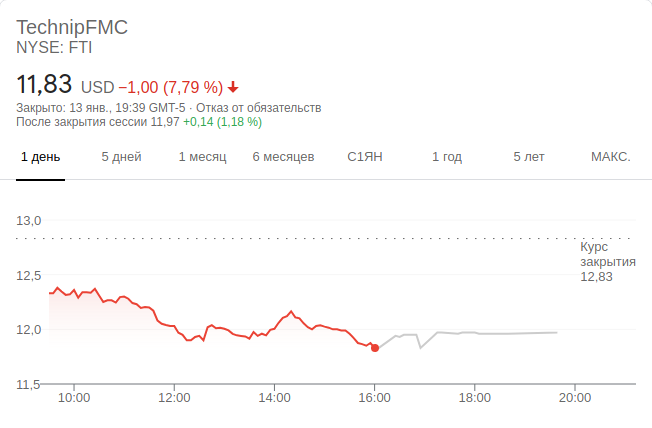 TechnipFMC
NYSE: FTI
11,83 USD −1,00 (7,79 %)
Закрыто: 13 янв., 19:39 GMT-5 · Отказ от обязательств
После закрытия сессии 11,97 +0,14 (1,18 %)
1 день 5 дней 1 месяц 6 месяцев С1ЯН 1 год 5 лет МАКС.
13,0
Курс
закрытия
12,83
12,5
12,0
11,5
10:00 12:00 14:00 16:00 18:00 20:00